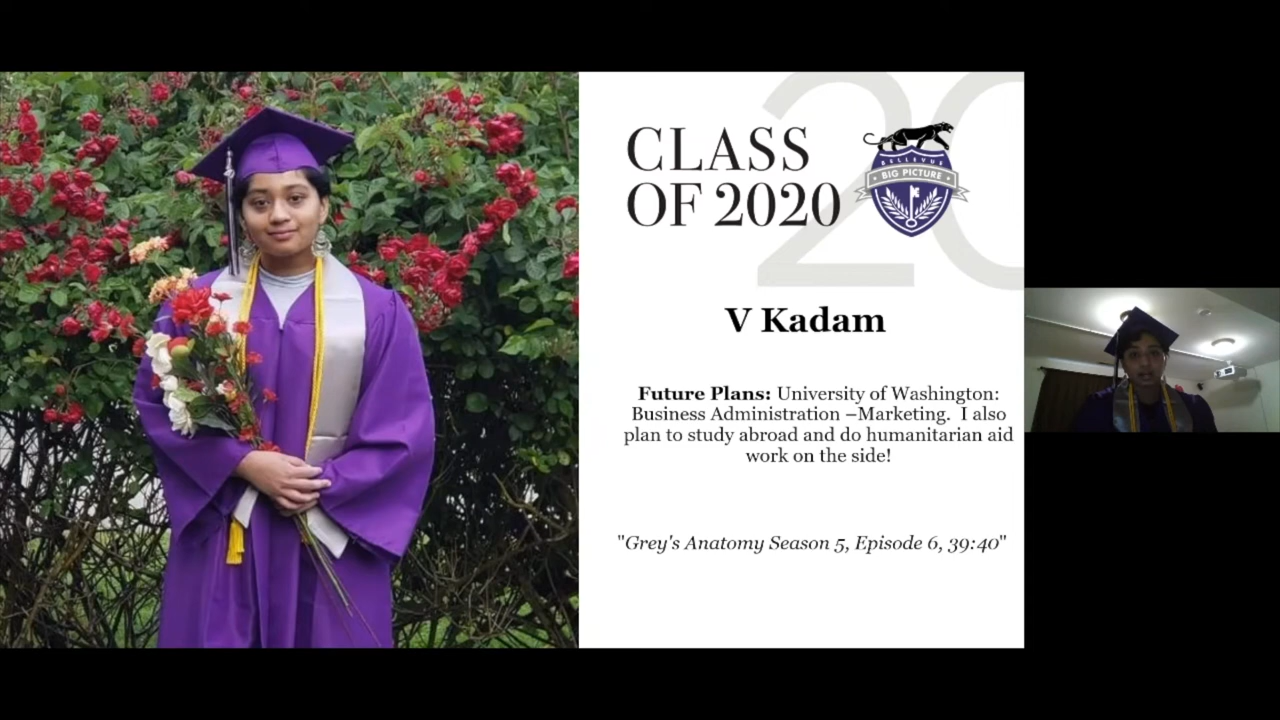 CLASS
OF 2020
20
BELLEVUE
BIG PICTURE
V Kadam
Future Plans: University of Washington:
Business Administration –Marketing. I also
plan to study abroad and do humanitarian aid
work on the side!
"Grey's Anatomy Season 5, Episode 6, 39:40"